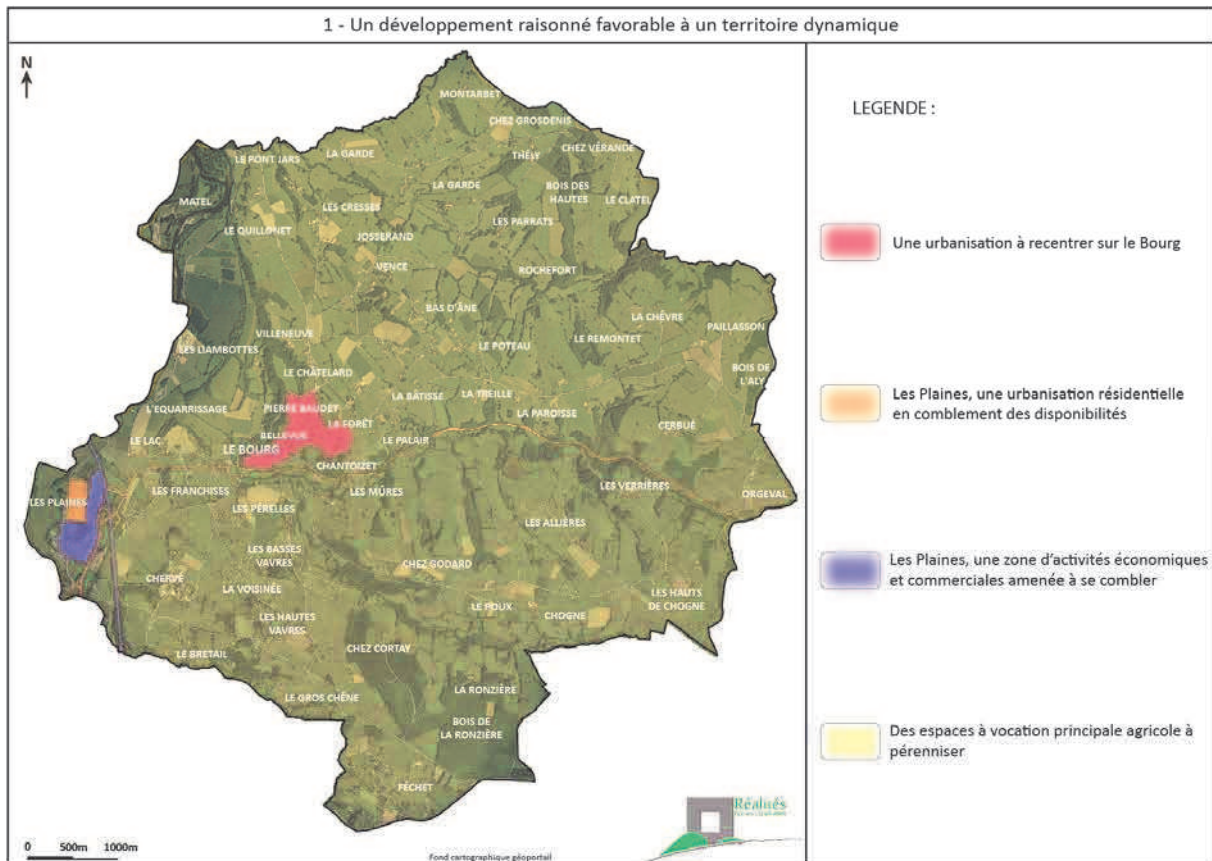 1 - Un développement raisonné favorable à un territoire dynamique
N
MONTARBET
CHEZ GROSDENIS
CHEZ VÉRANDE
LE PONT JARS
LA GARDE
THÉLY
LA GARDE
BOIS DES
HAUTES
LE CLATEL
MATEL
LES CRESSES
LES PARRATS
LE QUILLONET
JOSSERAND
VENCE
ROCHEFORT
BAS D'ÂNE
LA CHÈVRE
PAILLASSON
VILLENEUVE
LE POTEAU
LE REMONTET
LES LIAMBOTTES
BOIS DE
L'ALY
LE CHÂTELARD
LA BÂTISSE
LA TREILLE
L'EQUARRISSAGE
PIERRE BAUDET
LA PAROISSE
LA FORÊT
CERBUÉ
LE LAC
BELLEVUE
LE PALAIR
LE BOURG
CHANTOIZET
LES PLAINES
LES FRANCHISES
LES MÛRES
LES VERRIÈRES
ORGEVAL
LES PÉRELLES
LES ALLIÈRES
LES BASSES
VAVRES
CHEZ GODARD
CHERVÉ
LA VOISINÉE
LES HAUTS
DE CHOGNE
LE POUX
CHOGNE
LES HAUTES
VAVRES
CHEZ CORTAY
LE BRETAIL
LE GROS CHÊNE
LA RONZIÈRE
BOIS DE
LA RONZIÈRE
PÉCHET
0 500m 1000m
Fond cartographique géoportail
Réalités
LEGENDE :
Une urbanisation à recentrer sur le Bourg
Les Plaines, une urbanisation résidentielle
en comblement des disponibilités
Les Plaines, une zone d'activités économiques
et commerciales amenée à se combler
Des espaces à vocation principale agricole à
pérenniser